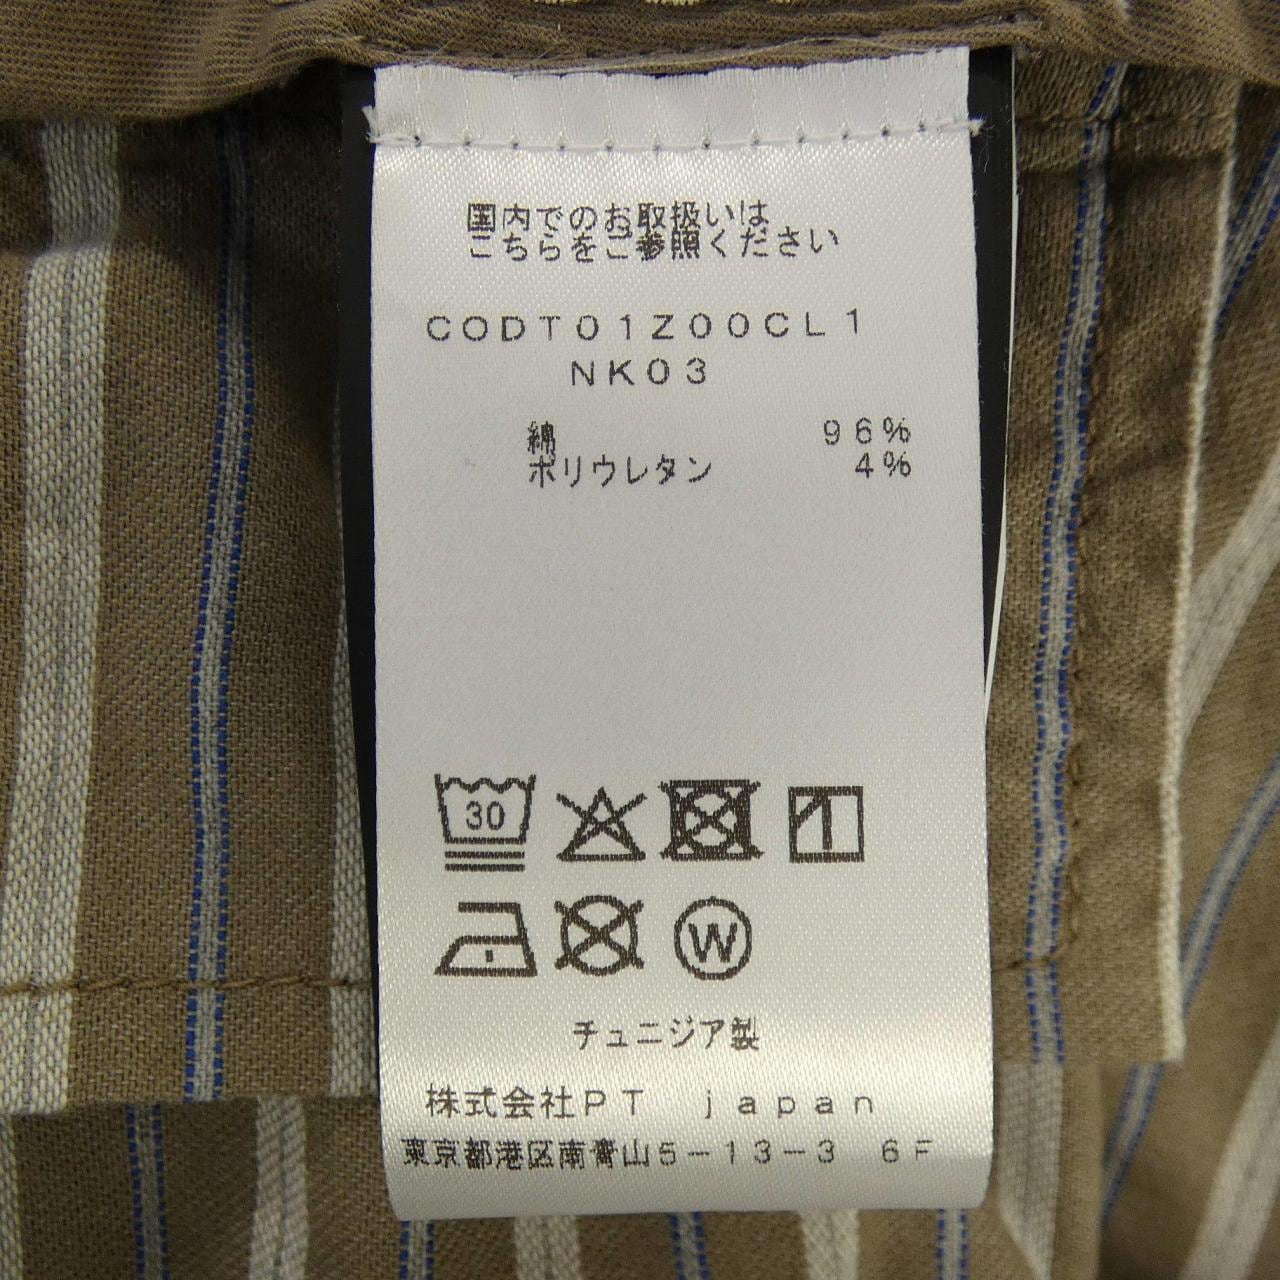 国内でのお取扱いは
こちらをご参照ください
CODT01Z00CL1
NK03
綿 96%
ポリウレタン 4%
30
W
チュニジア製
株式会社PT japan
東京都港区南青山5-13-3 6F